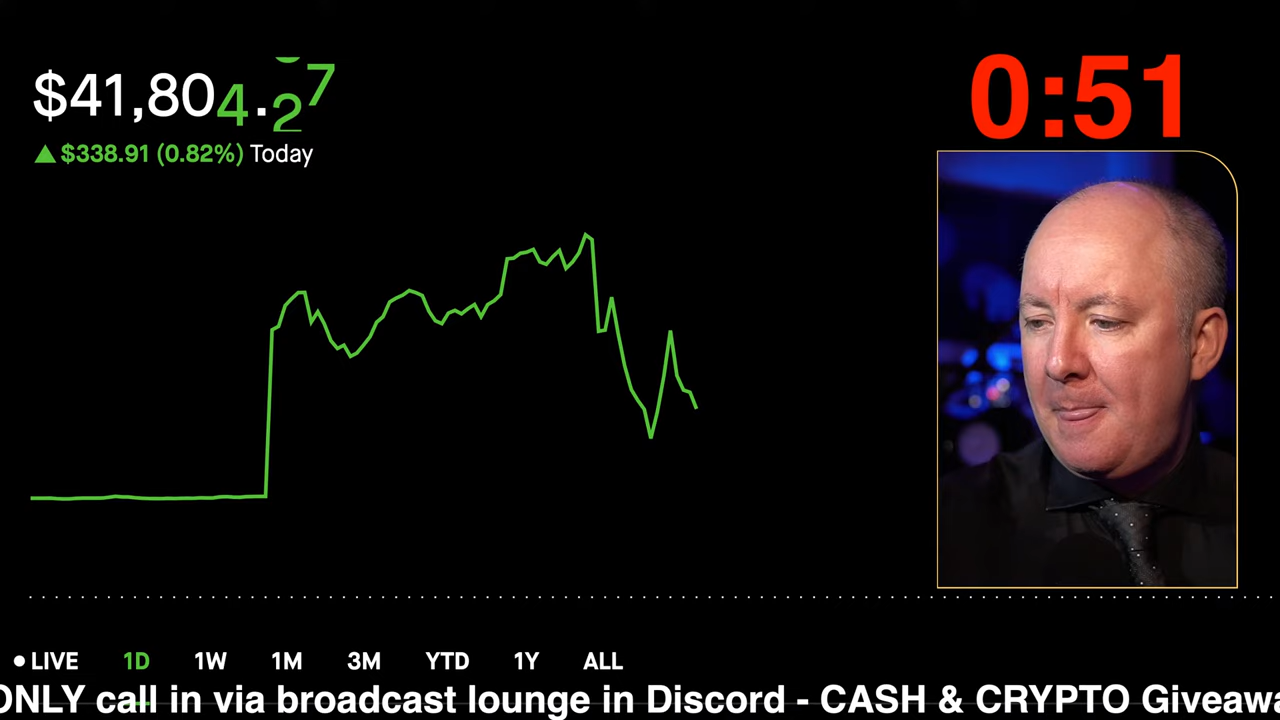 $41,804.27
0:51
▲ $338.91 (0.82%) Today
LIVE 1D 1W 1M 3M YTD 1Y ALL
ONLY call in via broadcast lounge in Discord - CASH & CRYPTO Giveawa